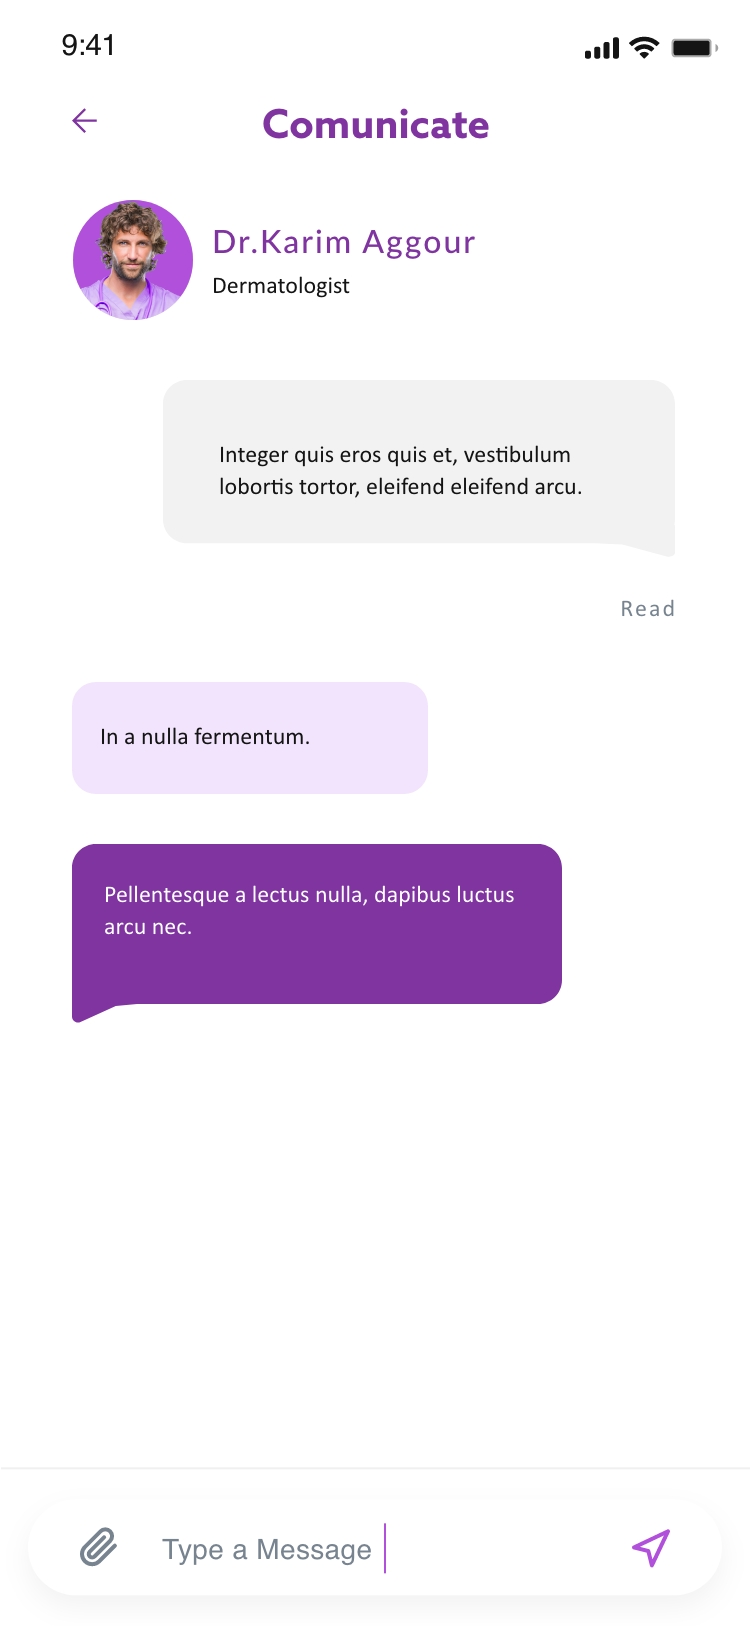 9:41
Comunicate
Dr.Karim Aggour
Dermatologist
Integer quis eros quis et, vestibulum
lobortis tortor, eleifend eleifend arcu.
Read
In a nulla fermentum.
Pellentesque a lectus nulla, dapibus luctus
arcu nec.
Type a Message